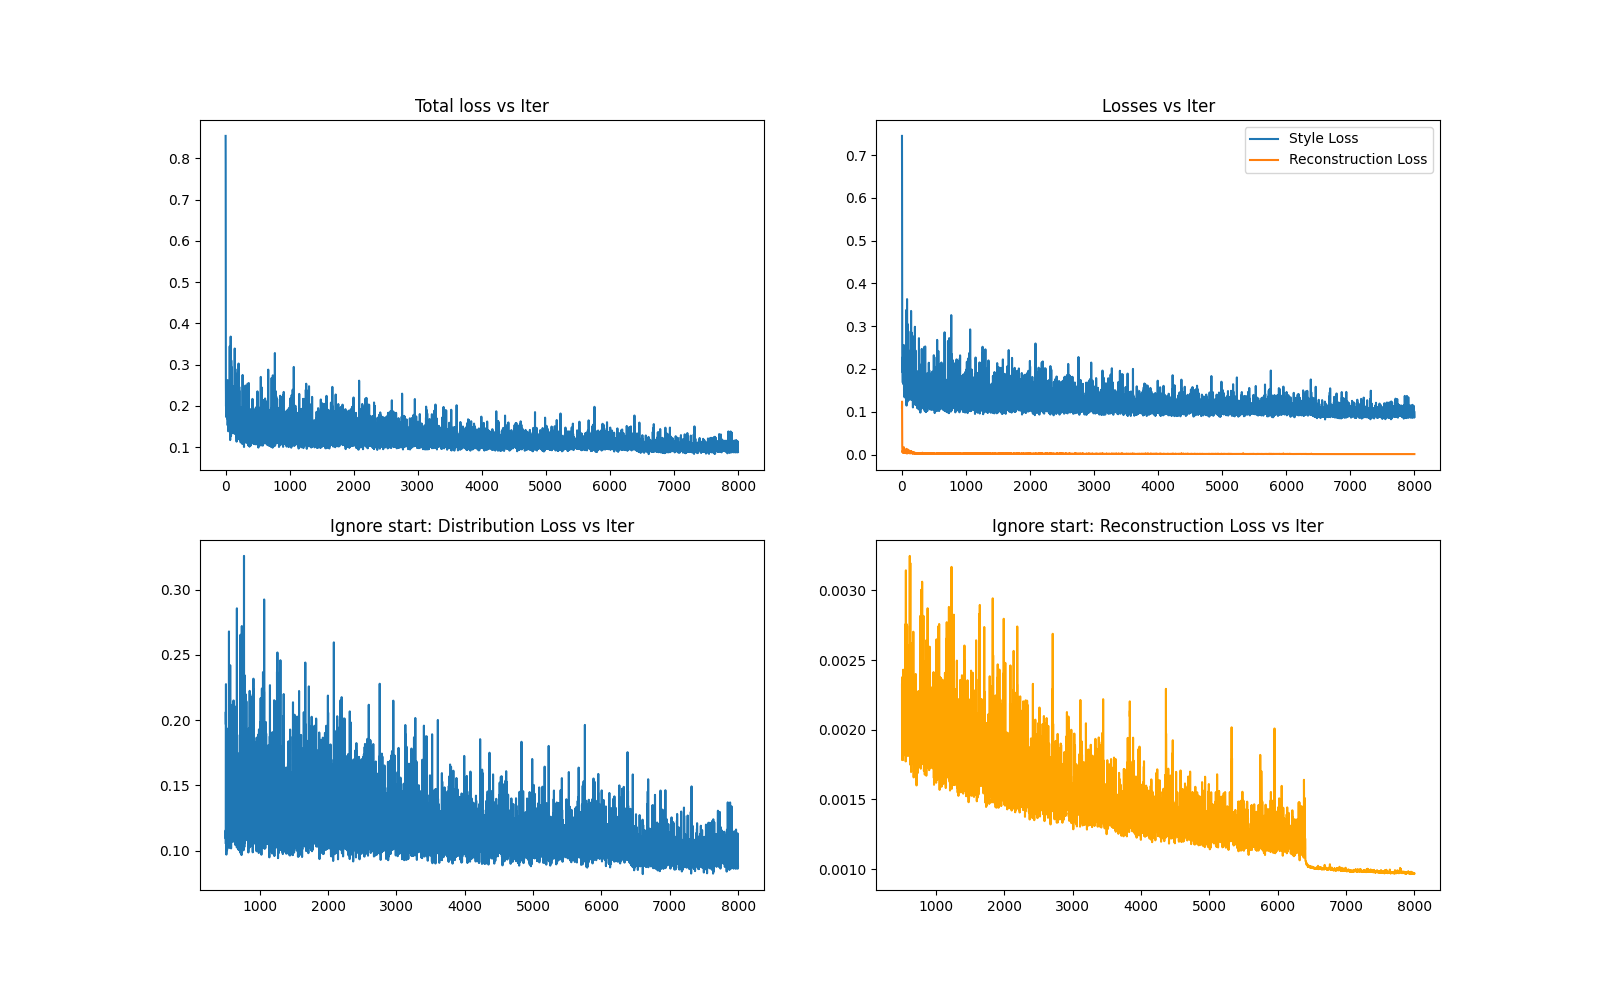 Total loss vs Iter
0.8
0.7
0.6
0.5
0.4
0.3
0.2
0.1
0 1000 2000 3000 4000 5000 6000 7000 8000
Losses vs Iter
Style Loss
Reconstruction Loss
0.7
0.6
0.5
0.4
0.3
0.2
0.1
0.0
0 1000 2000 3000 4000 5000 6000 7000 8000
Ignore start: Distribution Loss vs Iter
0.30
0.25
0.20
0.15
0.10
1000 2000 3000 4000 5000 6000 7000 8000
Ignore start: Reconstruction Loss vs Iter
0.0030
0.0025
0.0020
0.0015
0.0010
1000 2000 3000 4000 5000 6000 7000 8000